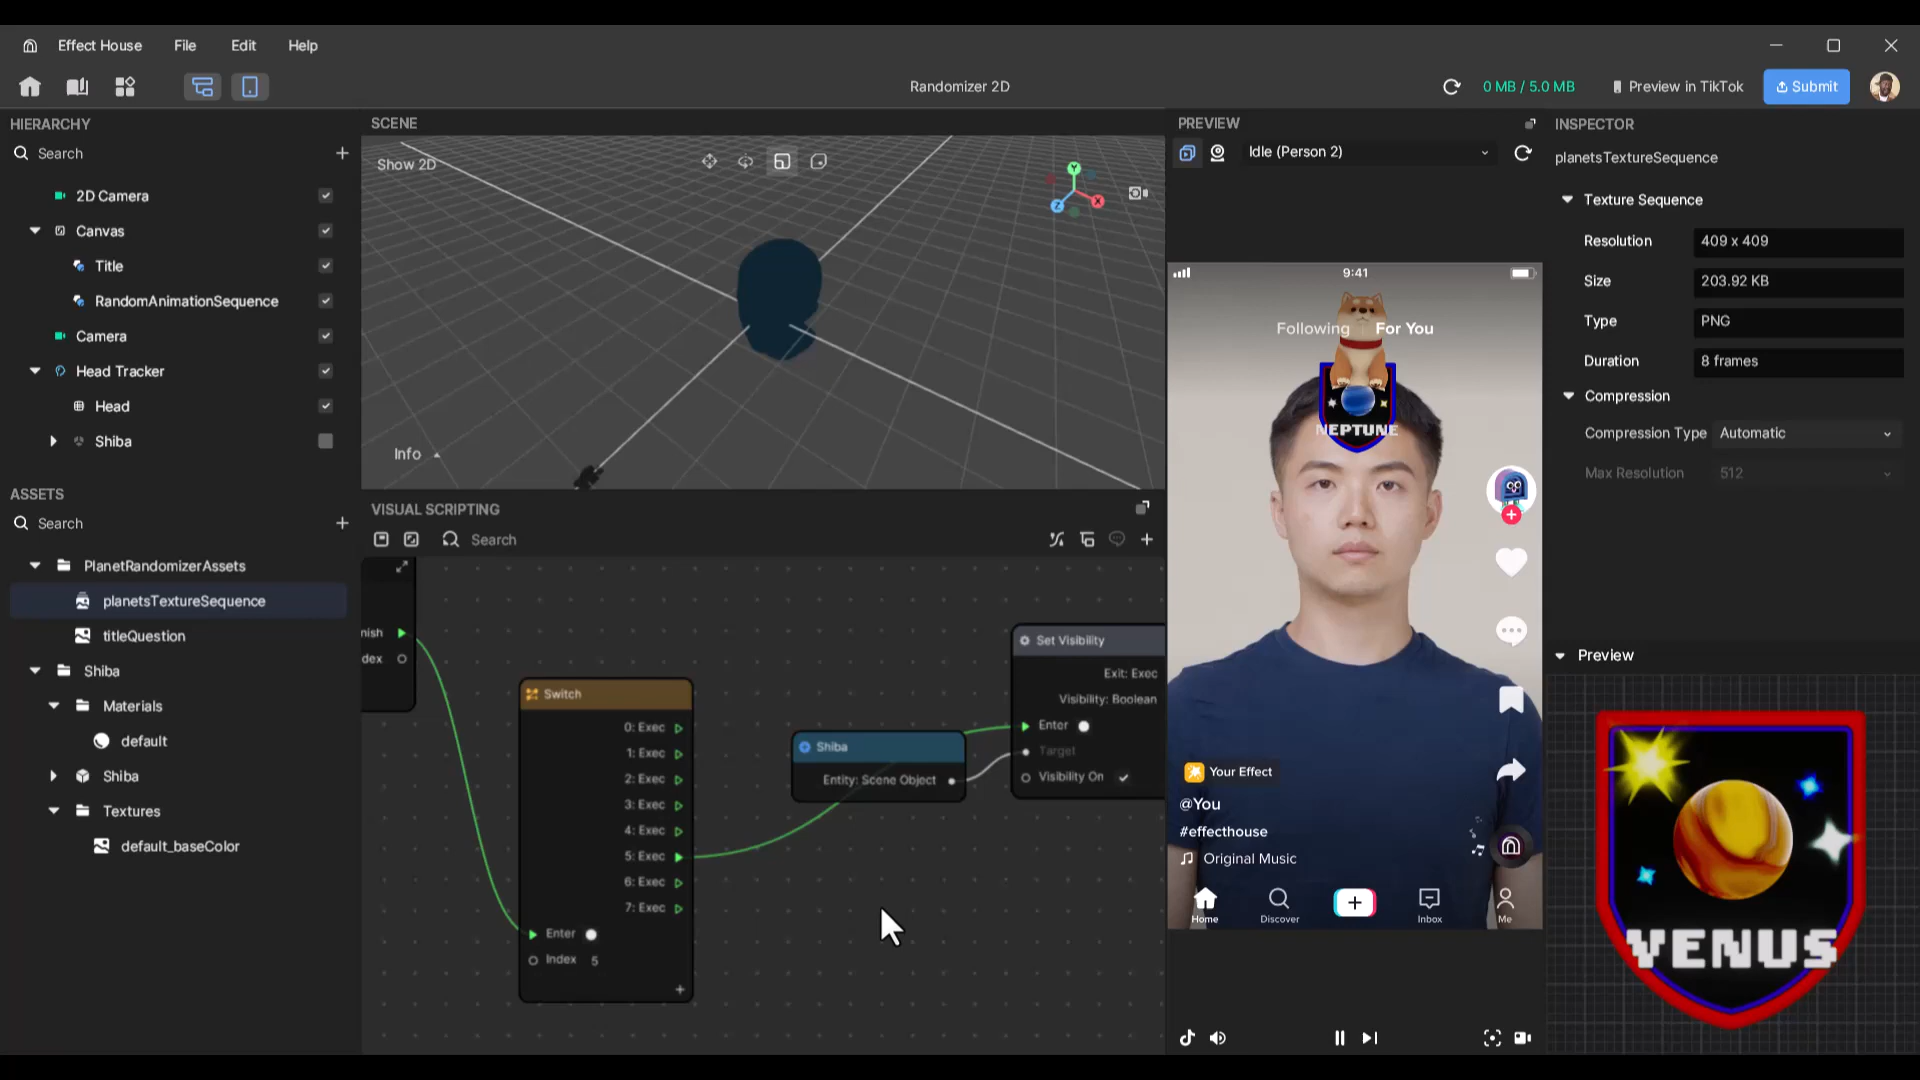 Effect House File Edit Help
Randomizer 2D
0 MB / 5.0 MB
Preview in TikTok
Submit
HIERARCHY
Search
2D Camera
Canvas
Title
RandomAnimationSequence
Camera
Head Tracker
Head
Shiba
ASSETS
Search
PlanetRandomizerAssets
planetsTextureSequence
titleQuestion
Shiba
Materials
default
Shiba
Textures
default_baseColor
SCENE
Show 2D
Y
X
Z
Info
VISUAL SCRIPTING
Search
nish
dex
Switch
0: Exec
1: Exec
2: Exec
3: Exec
4: Exec
5: Exec
6: Exec
7: Exec
Enter
Index 5
Shiba
Entity: Scene Object
Set Visibility
Exit: Exec
Visibility: Boolean
Enter
Target
Visibility On
PREVIEW
Idle (Person 2)
9:41
Following For You
NEPTUNE
Your Effect
@You
#effecthouse
Original Music
Home Discover Inbox Me
INSPECTOR
planetsTextureSequence
Texture Sequence
Resolution 409 x 409
Size 203.92 KB
Type PNG
Duration 8 frames
Compression
Compression Type Automatic
Max Resolution 512
Preview
VENUS